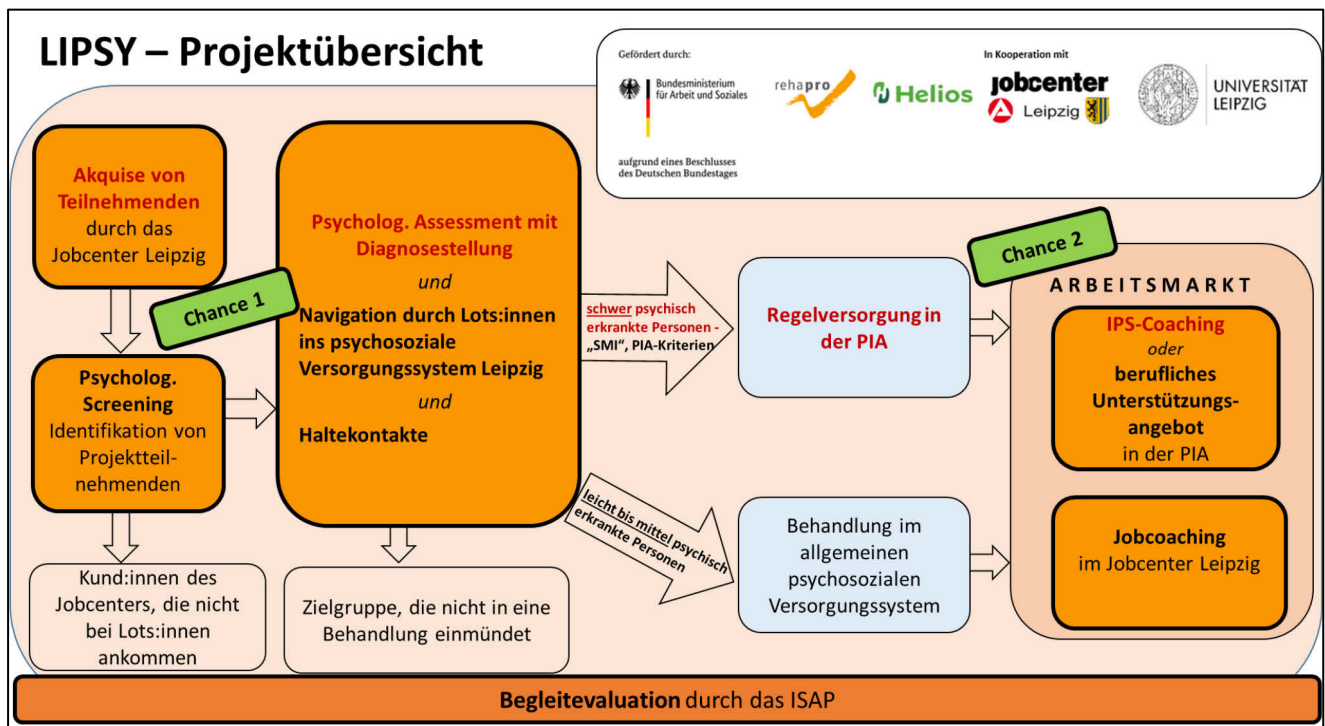 LIPSY – Projektübersicht
Gefördert durch:
Bundesministerium
für Arbeit und Soziales
aufgrund eines Beschlusses
des Deutschen Bundestages
rehapro
Helios
In Kooperation mit
jobcenter
Leipzig
UNIVERSITÄT
LEIPZIG
Akquise von
Teilnehmenden
durch das
Jobcenter Leipzig
Chance 1
Psycholog.
Screening
Identifikation von
Projektteil-
nehmenden
Kund:innen des
Jobcenters, die nicht
bei Lots:innen
ankommen
Psycholog. Assessment mit
Diagnosestellung
und
Navigation durch Lots:innen
ins psychosoziale
Versorgungssystem Leipzig
und
Haltekontakte
Zielgruppe, die nicht in eine
Behandlung einmündet
schwer psychisch
erkrankte Personen -
„SMI“, PIA-Kriterien
leicht bis mittel psychisch
erkrankte Personen
Regelversorgung in
der PIA
Behandlung im
allgemeinen
psychosozialen
Versorgungssystem
Chance 2
ARBEITSMARKT
IPS-Coaching
oder
berufliches
Unterstützungs-
angebot
in der PIA
Jobcoaching
im Jobcenter Leipzig
Begleitevaluation durch das ISAP